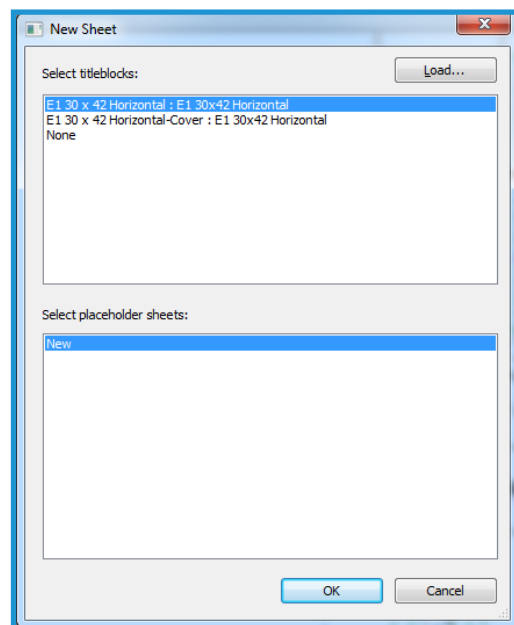 New Sheet
Select titleblocks:
Load...
E1 30 x 42 Horizontal : E1 30x42 Horizontal
E1 30 x 42 Horizontal-Cover : E1 30x42 Horizontal
None
Select placeholder sheets:
New
OK
Cancel